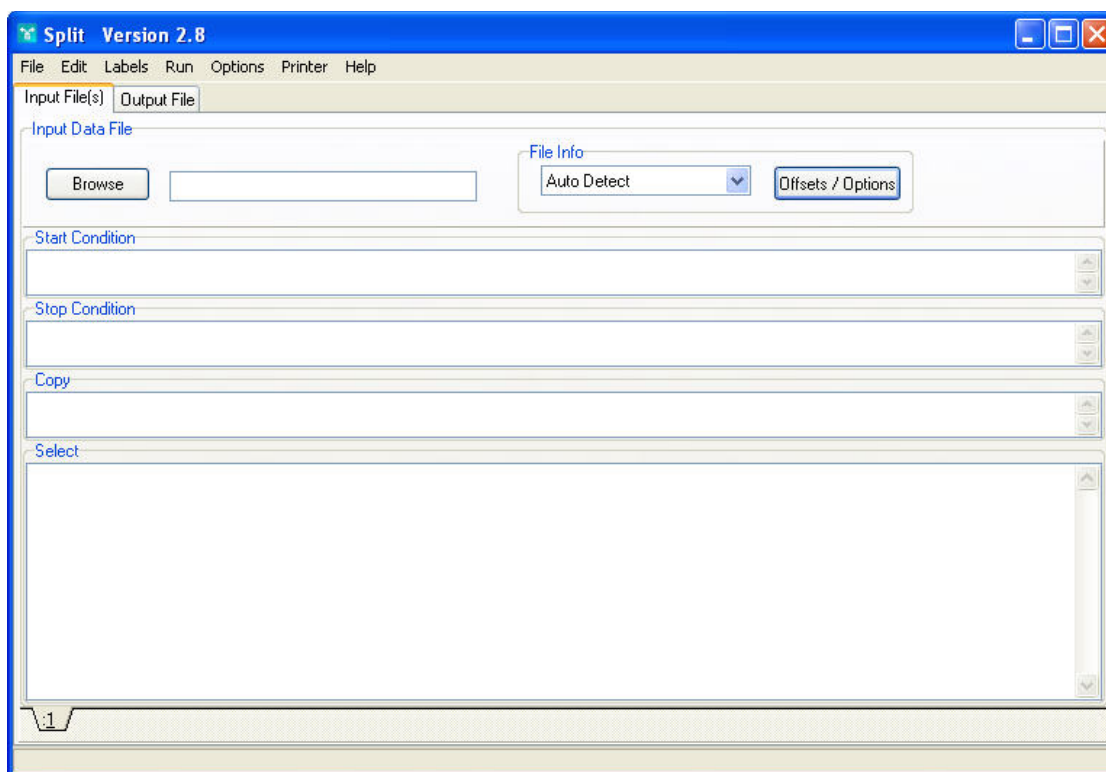 Split Version 2.8
File Edit Labels Run Options Printer Help
Input File(s) Output File
Input Data File
File Info
Browse Auto Detect Offsets / Options
Start Condition
Stop Condition
Copy
Select
:1